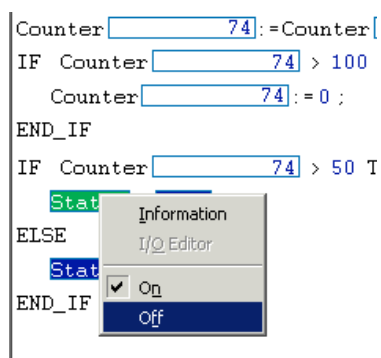 Counter 74 :=Counter
IF Counter 74 > 100
Counter 74 :=0 ;
END_IF
IF Counter 74 > 50 T
Stat
Information
ELSE
I/O Editor
Stat
On
END_IF
Off